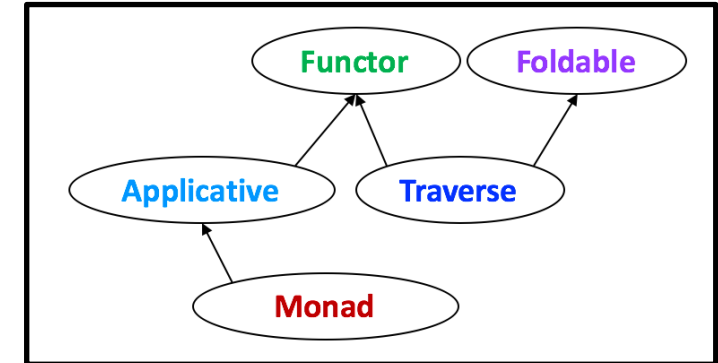 Functor
Foldable
Applicative
Traverse
Monad